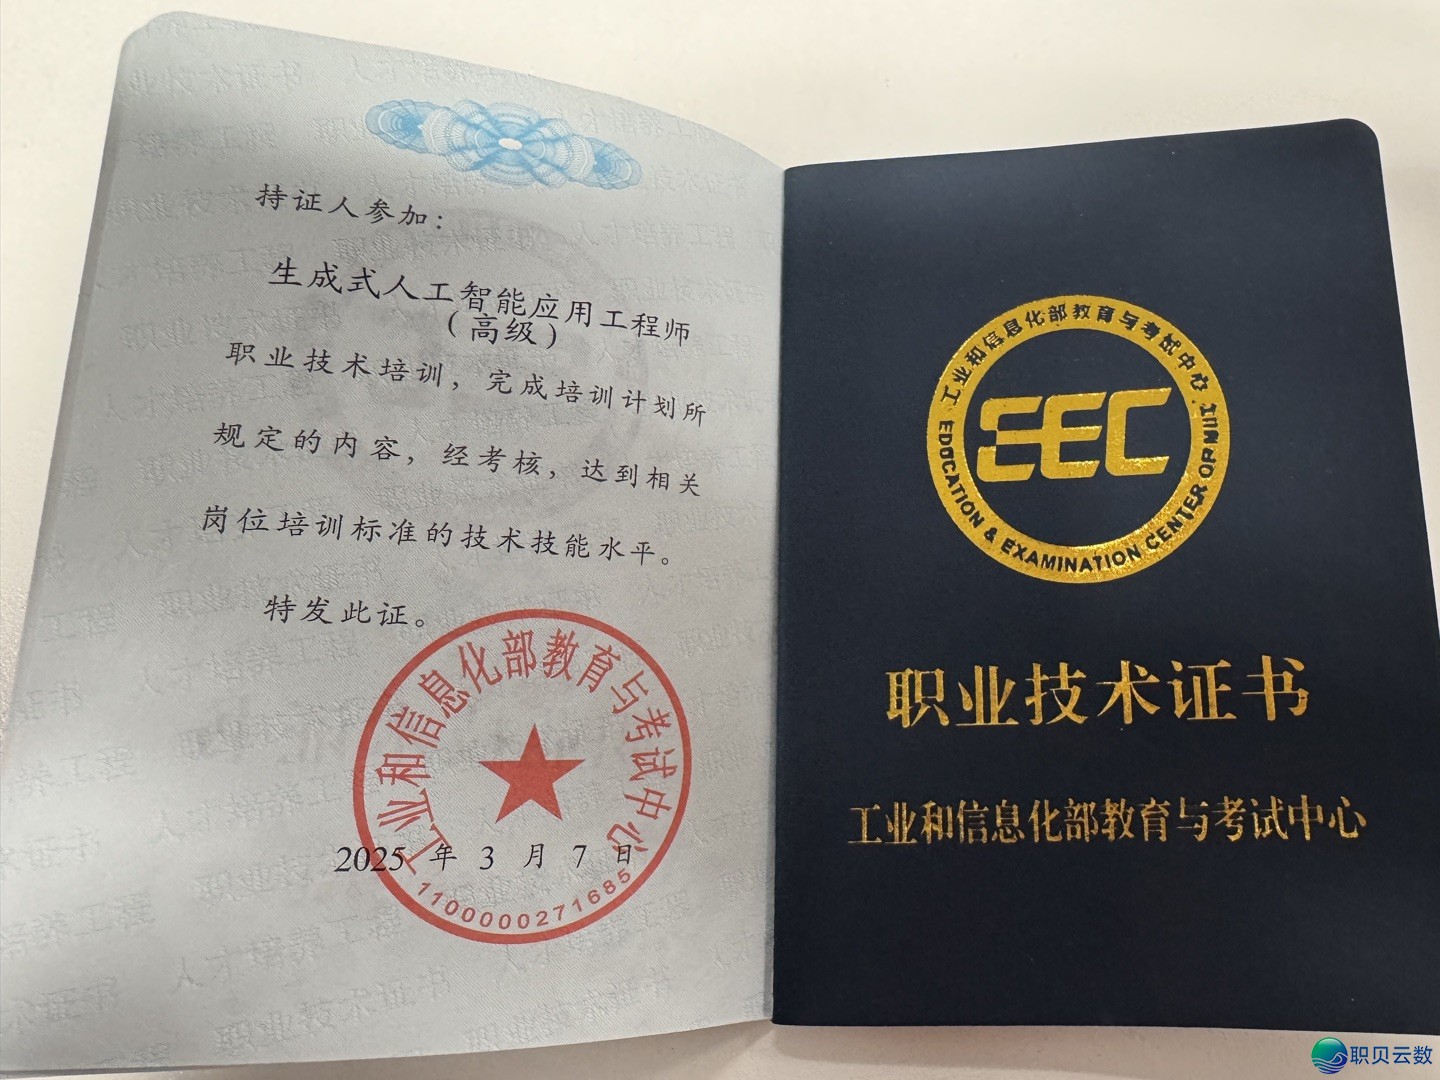 持证人参加：
生成式人工智能应用工程师
（高级）
职业技术培训，完成培训计划所
规定的内容，经考核，达到相关
岗位培训标准的技术技能水平。
特发此证。
工业和信息化部教育与考试中心
2025 年 3 月 7 日
1100000271685
工业和信息化部教育与考试中心
EEC
EDUCATION & EXAMINATION CENTER OF MIIT
职业技术证书
工业和信息化部教育与考试中心
职贝云数